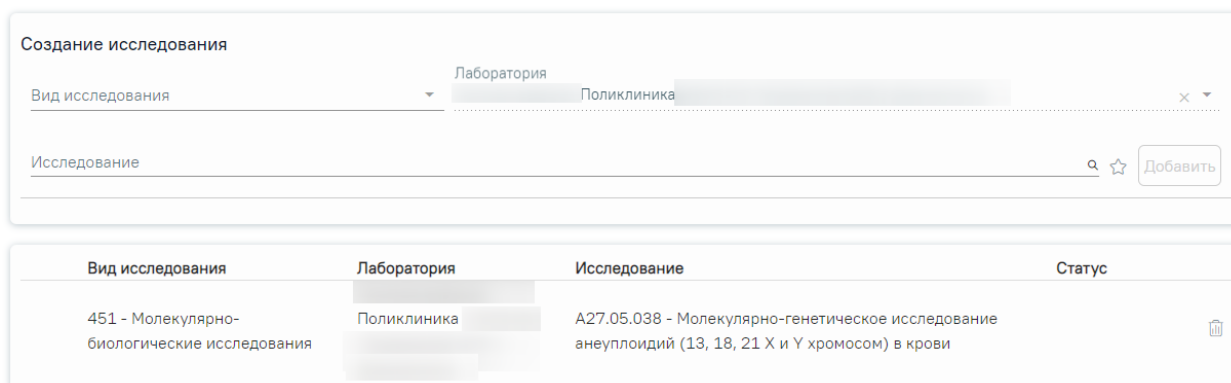 Создание исследования
Лаборатория
Вид исследования
Поликлиника
Исследование
Добавить
Вид исследования Лаборатория Исследование Статус
451 - Молекулярно- Поликлиника А27.05.038 - Молекулярно-генетическое исследование
биологические исследования анеуплоидий (13, 18, 21 X и Y хромосом) в крови